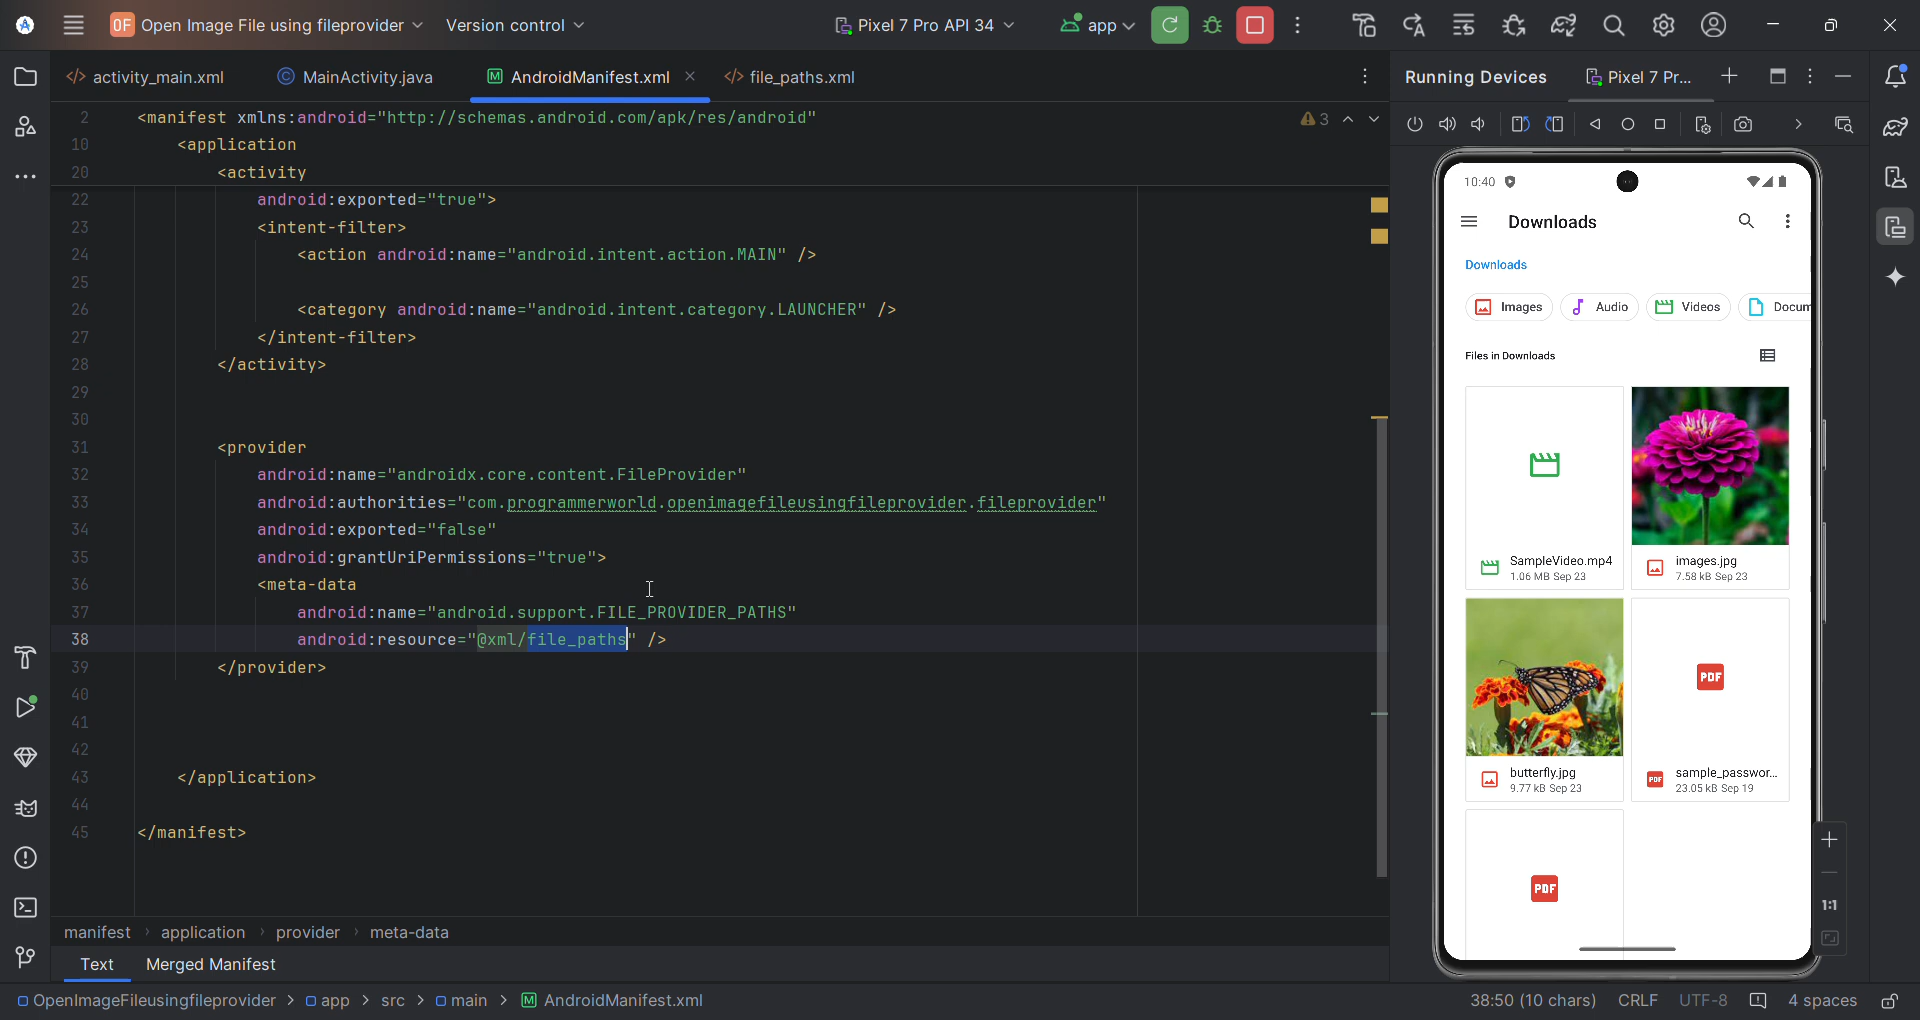 OF Open Image File using fileprovider
Version control
Pixel 7 Pro API 34
app
activity_main.xml
MainActivity.java
AndroidManifest.xml
file_paths.xml
2 <manifest xmlns:android="http://schemas.android.com/apk/res/android"
3
10 <application
20 <activity
22 android:exported="true">
23 <intent-filter>
24 <action android:name="android.intent.action.MAIN" />
25
26 <category android:name="android.intent.category.LAUNCHER" />
27 </intent-filter>
28 </activity>
29
30
31 <provider
32 android:name="androidx.core.content.FileProvider"
33 android:authorities="com.programmerworld.openimagefileusingfileprovider.fileprovider"
34 android:exported="false"
35 android:grantUriPermissions="true">
36 <meta-data
37 android:name="android.support.FILE_PROVIDER_PATHS"
38 android:resource="@xml/file_paths" />
39 </provider>
40
41
42
43 </application>
44
45 </manifest>
manifest › application › provider › meta-data
Text
Merged Manifest
OpenImageFileusingfileprovider > app > src > main > AndroidManifest.xml
38:50 (10 chars)
CRLF
UTF-8
4 spaces
Running Devices
Pixel 7 Pr...
10:40
Downloads
Downloads
Images
Audio
Videos
Docum
Files in Downloads
SampleVideo.mp4
1.06 MB Sep 23
images.jpg
7.58 kB Sep 23
PDF
butterfly.jpg
9.77 kB Sep 23
PDF
sample_passwor...
23.05 kB Sep 19
PDF
1:1